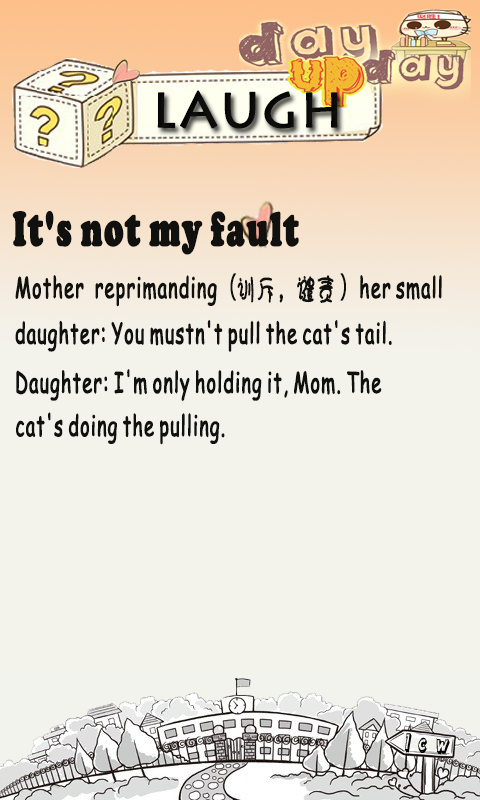 day
up day
LAUGH
It's not my fault
Mother reprimanding (训斥, 谴责) her small
daughter: You mustn't pull the cat's tail.
Daughter: I'm only holding it, Mom. The
cat's doing the pulling.
I C W